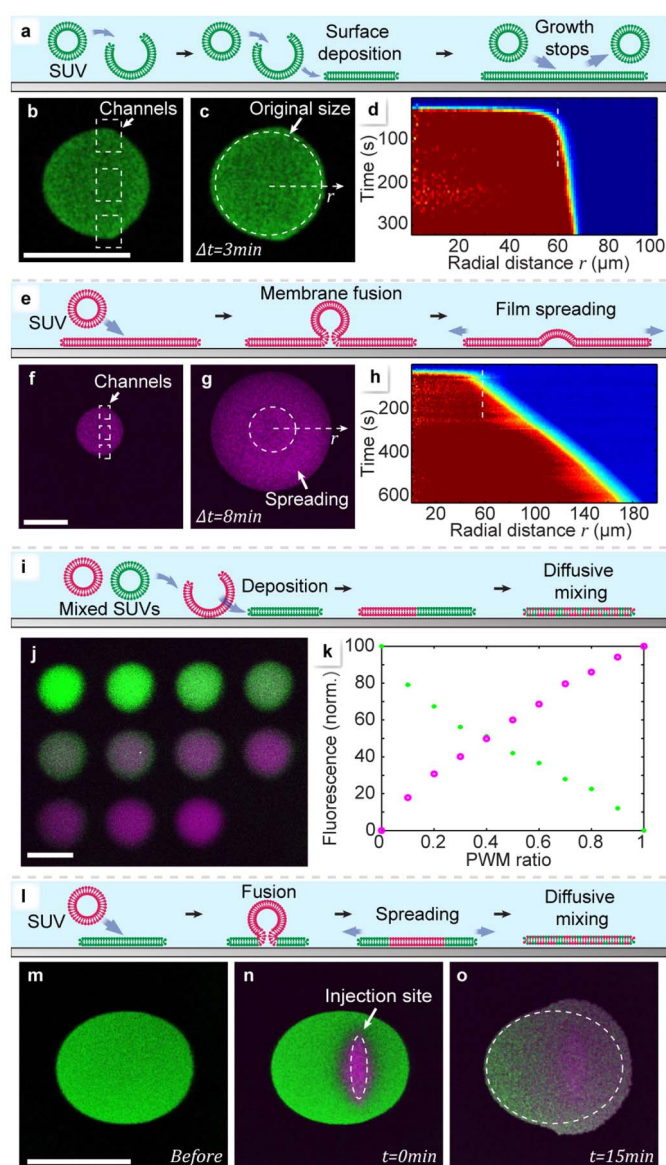 a
SUV
Surface
deposition
Growth
stops
b
Channels
c
Original size
r
Δt=3min
d
Time (s)
100
200
300
20 40 60 80 100
Radial distance r (μm)
e
SUV
Membrane fusion
Film spreading
f
Channels
g
r
Spreading
Δt=8min
h
Time (s)
200
400
600
20 60 100 140 180
Radial distance r (μm)
i
Mixed SUVs
Deposition
Diffusive
mixing
j
k
Fluorescence (norm.)
100
80
60
40
20
0
0 0.2 0.4 0.6 0.8 1
PWM ratio
l
SUV
Fusion
Spreading
Diffusive
mixing
m
Before
n
Injection site
t=0min
o
t=15min